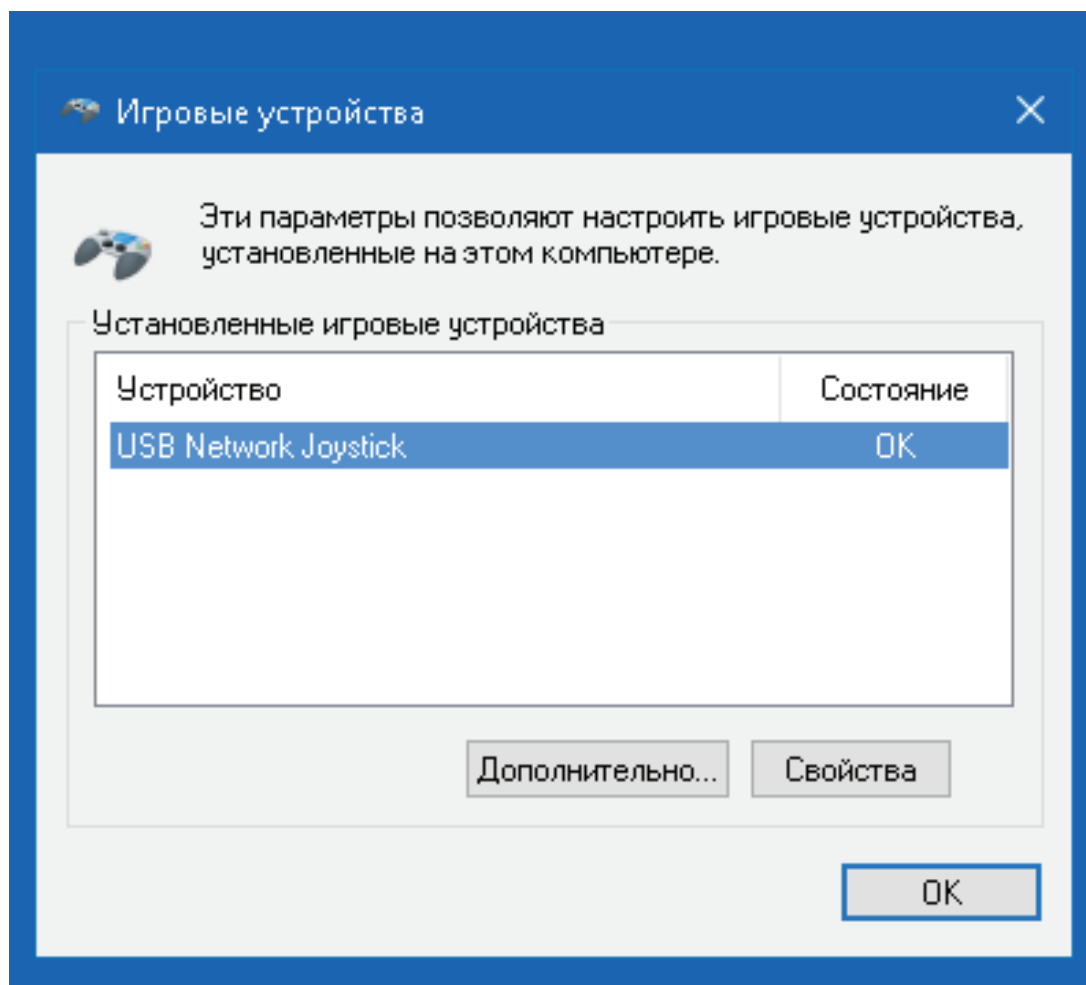 Игровые устройства
Эти параметры позволяют настроить игровые устройства,
установленные на этом компьютере.
Установленные игровые устройства
Устройство Состояние
USB Network Joystick OK
Дополнительно... Свойства
OK